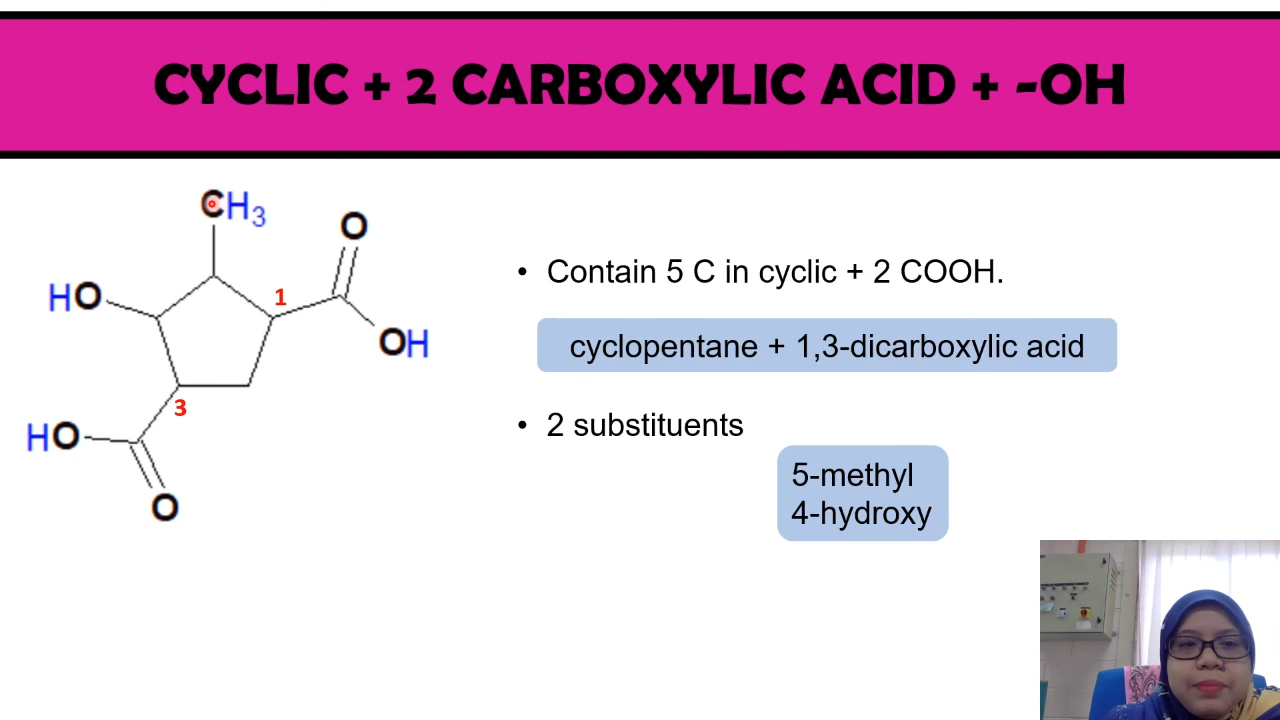 CYCLIC + 2 CARBOXYLIC ACID + -OH
CH3
O
HO
1
OH
3
HO
O
• Contain 5 C in cyclic + 2 COOH.
cyclopentane + 1,3-dicarboxylic acid
• 2 substituents
5-methyl
4-hydroxy